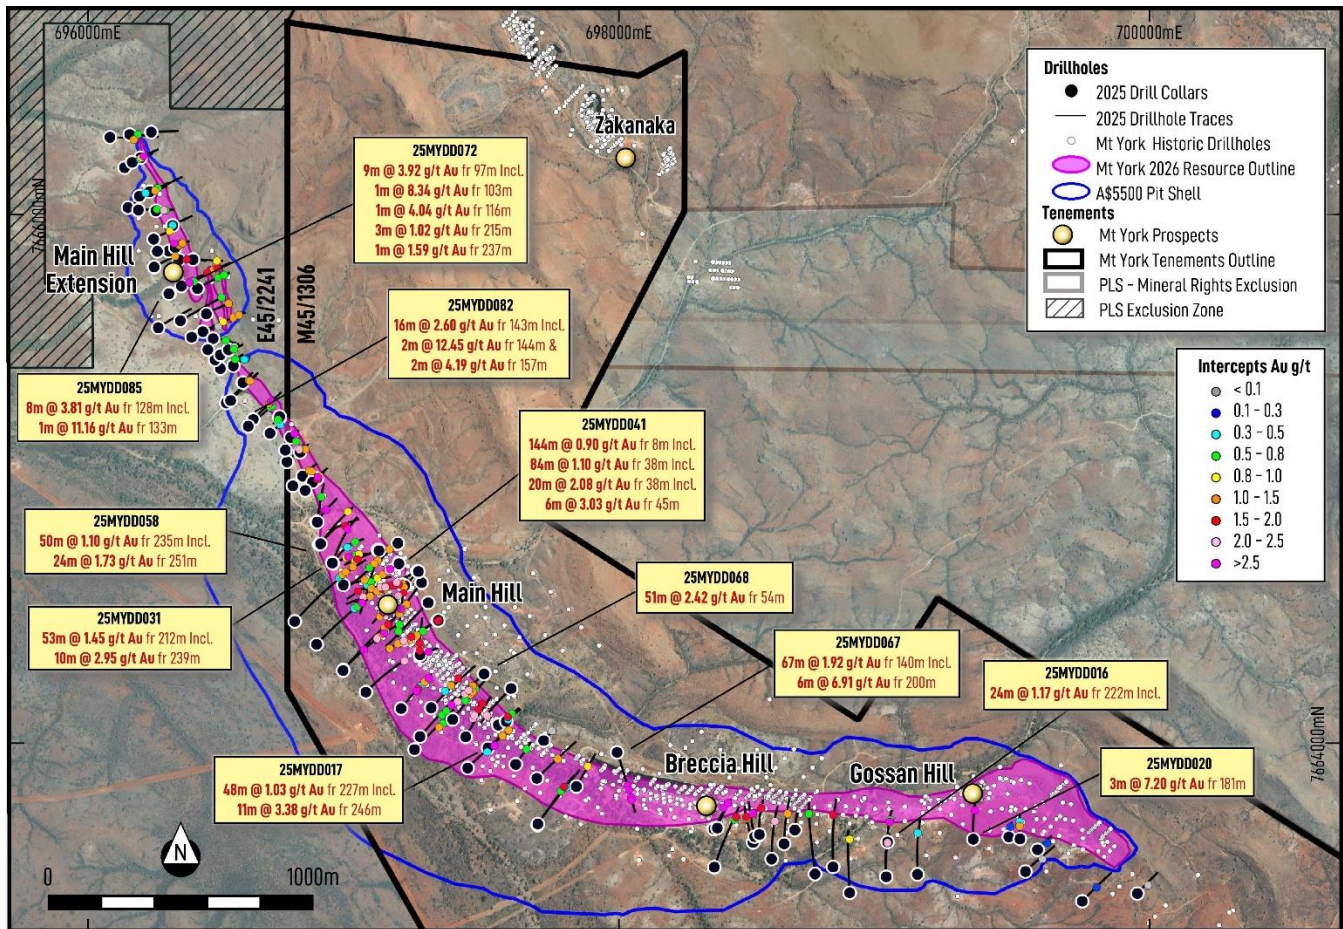 696000mE
698000mE
700000mE
7666000mN
7664000mN
Zakanaka
Main Hill
Extension
E45/2241
M45/1306
Main Hill
Breccia Hill
Gossan Hill
25MYDD072
9m @ 3.92 g/t Au fr 97m Incl.
1m @ 8.34 g/t Au fr 103m
1m @ 4.04 g/t Au fr 116m
3m @ 1.02 g/t Au fr 215m
1m @ 1.59 g/t Au fr 237m
25MYDD082
16m @ 2.60 g/t Au fr 143m Incl.
2m @ 12.45 g/t Au fr 144m &
2m @ 4.19 g/t Au fr 157m
25MYDD085
8m @ 3.81 g/t Au fr 128m Incl.
1m @ 11.16 g/t Au fr 133m
25MYDD041
144m @ 0.90 g/t Au fr 8m Incl.
84m @ 1.10 g/t Au fr 38m Incl.
20m @ 2.08 g/t Au fr 38m Incl.
6m @ 3.03 g/t Au fr 45m
25MYDD058
50m @ 1.10 g/t Au fr 235m Incl.
24m @ 1.73 g/t Au fr 251m
25MYDD031
53m @ 1.45 g/t Au fr 212m Incl.
10m @ 2.95 g/t Au fr 239m
25MYDD068
51m @ 2.42 g/t Au fr 54m
25MYDD067
67m @ 1.92 g/t Au fr 140m Incl.
6m @ 6.91 g/t Au fr 200m
25MYDD016
24m @ 1.17 g/t Au fr 222m Incl.
25MYDD020
3m @ 7.20 g/t Au fr 181m
25MYDD017
48m @ 1.03 g/t Au fr 227m Incl.
11m @ 3.38 g/t Au fr 246m
N
0
1000m
Drillholes
2025 Drill Collars
2025 Drillhole Traces
Mt York Historic Drillholes
Mt York 2026 Resource Outline
A$5500 Pit Shell
Tenements
Mt York Prospects
Mt York Tenements Outline
PLS - Mineral Rights Exclusion
PLS Exclusion Zone
Intercepts Au g/t
< 0.1
0.1 - 0.3
0.3 - 0.5
0.5 - 0.8
0.8 - 1.0
1.0 - 1.5
1.5 - 2.0
2.0 - 2.5
>2.5